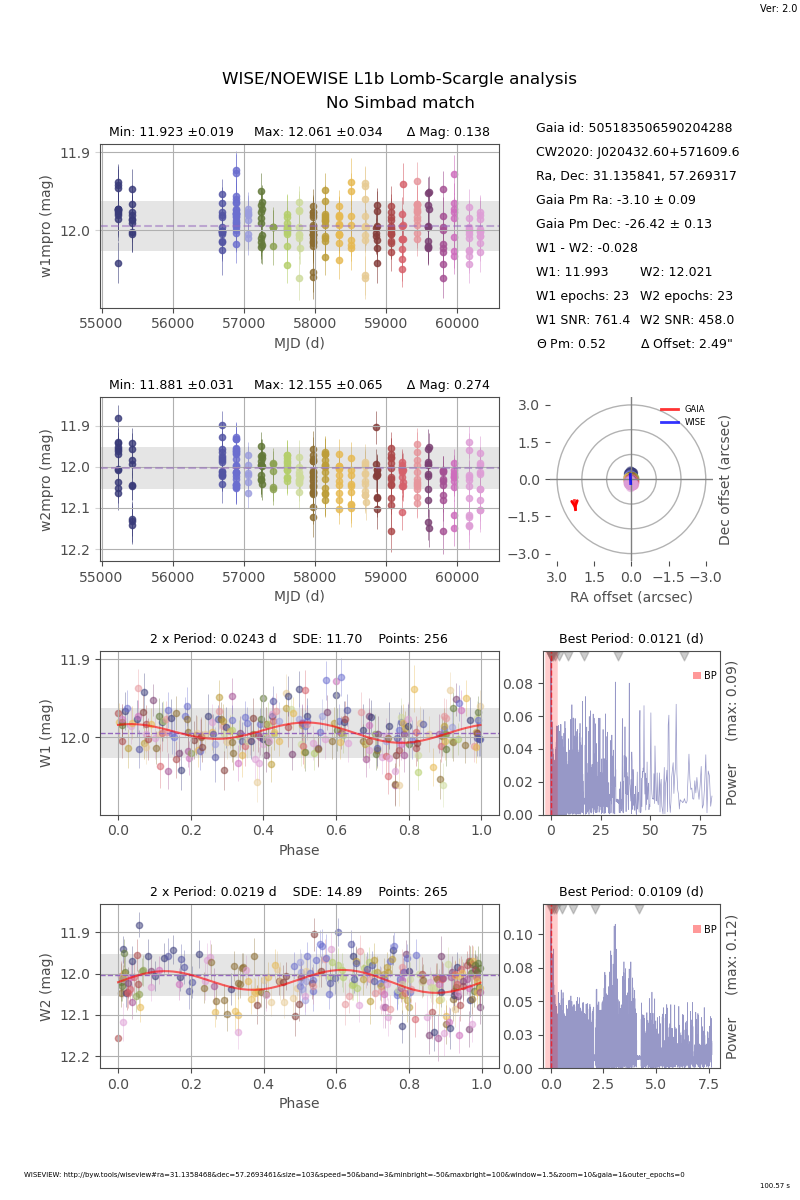 Ver: 2.0
WISE/NOEWISE L1b Lomb-Scargle analysis
No Simbad match
Min: 11.923 ±0.019 Max: 12.061 ±0.034 Δ Mag: 0.138
11.9
12.0
w1mpro (mag)
55000 56000 57000 58000 59000 60000
MJD (d)
Gaia id: 505183506590204288
CW2020: J020432.60+571609.6
Ra, Dec: 31.135841, 57.269317
Gaia Pm Ra: -3.10 ± 0.09
Gaia Pm Dec: -26.42 ± 0.13
W1 - W2: -0.028
W1: 11.993 W2: 12.021
W1 epochs: 23 W2 epochs: 23
W1 SNR: 761.4 W2 SNR: 458.0
Θ Pm: 0.52 Δ Offset: 2.49"
Min: 11.881 ±0.031 Max: 12.155 ±0.065 Δ Mag: 0.274
11.9
12.0
12.1
12.2
w2mpro (mag)
55000 56000 57000 58000 59000 60000
MJD (d)
GAIA
WISE
3.0
1.5
0.0
−1.5
−3.0
Dec offset (arcsec)
3.0 1.5 0.0 −1.5 −3.0
RA offset (arcsec)
2 x Period: 0.0243 d SDE: 11.70 Points: 256
11.9
12.0
W1 (mag)
0.0 0.2 0.4 0.6 0.8 1.0
Phase
Best Period: 0.0121 (d)
BP
0.08
0.06
0.04
0.02
0.00
Power (max: 0.09)
0 25 50 75
2 x Period: 0.0219 d SDE: 14.89 Points: 265
11.9
12.0
12.1
12.2
W2 (mag)
0.0 0.2 0.4 0.6 0.8 1.0
Phase
Best Period: 0.0109 (d)
BP
0.10
0.08
0.05
0.03
0.00
Power (max: 0.12)
0.0 2.5 5.0 7.5
WISEVIEW: http://byw.tools/wiseview#ra=31.1358468&dec=57.2693461&size=103&speed=50&band=3&minbright=-50&maxbright=100&window=1.5&zoom=10&gaia=1&outer_epochs=0
100.57 s